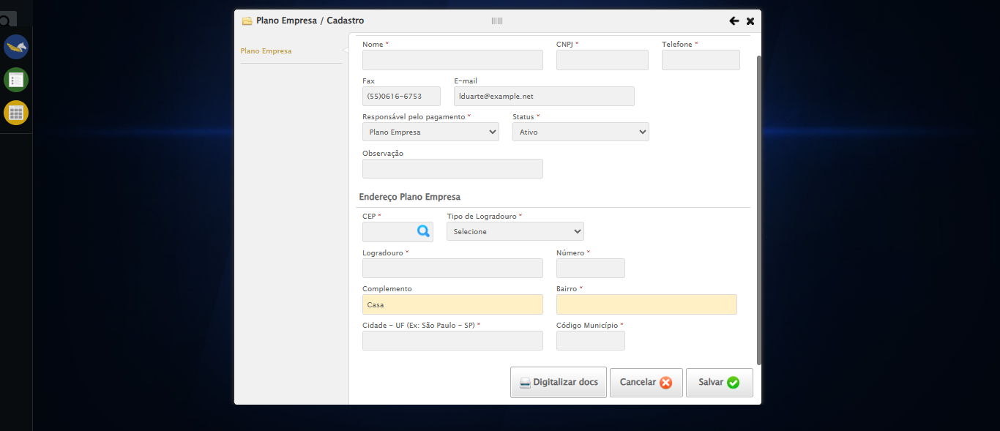 Plano Empresa / Cadastro
Plano Empresa
Nome *
CNPJ *
Telefone *
Fax
E-mail
(55)0616-6753
lduarte@example.net
Responsável pelo pagamento *
Status *
Plano Empresa
Ativo
Observação
Endereço Plano Empresa
CEP *
Tipo de Logradouro *
Selecione
Logradouro *
Número *
Complemento
Bairro *
Casa
Cidade - UF (Ex: São Paulo - SP) *
Código Município *
Digitalizar docs
Cancelar
Salvar